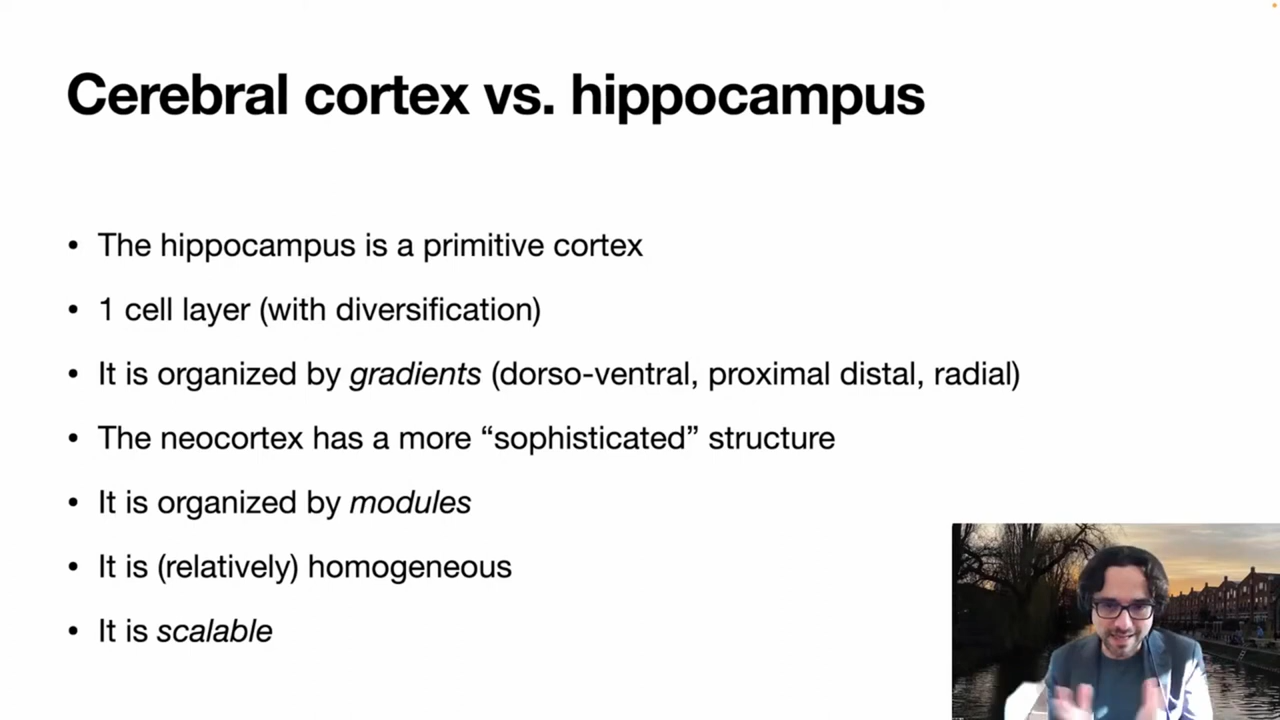 Cerebral cortex vs. hippocampus
• The hippocampus is a primitive cortex
• 1 cell layer (with diversification)
• It is organized by gradients (dorso-ventral, proximal distal, radial)
• The neocortex has a more “sophisticated” structure
• It is organized by modules
• It is (relatively) homogeneous
• It is scalable